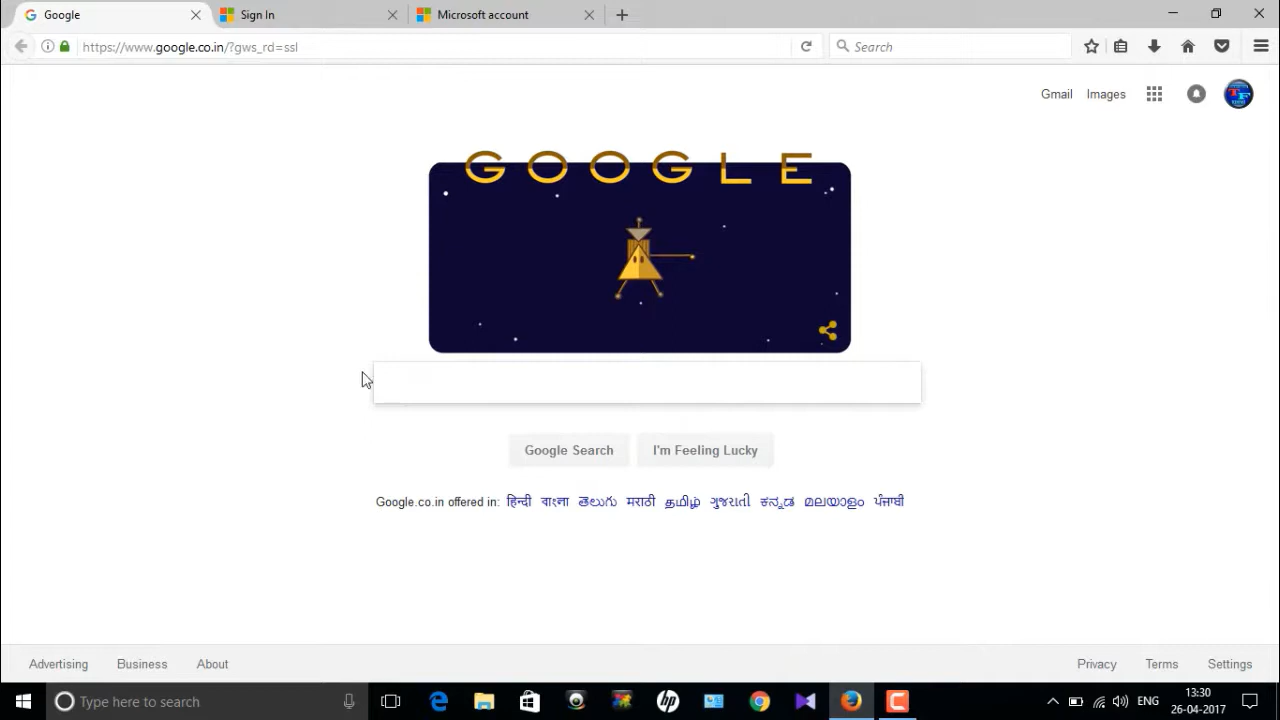 Google
Sign In
Microsoft account
https://www.google.co.in/?gws_rd=ssl
Search
Gmail
Images
GOOGLE
Google Search
I'm Feeling Lucky
Google.co.in offered in: हिन्दी বাংলা తెలుగు मराठी தமிழ் ગુજરાતી ಕನ್ನಡ മലയാളം ਪੰਜਾਬੀ
Advertising
Business
About
Privacy
Terms
Settings
Type here to search
hp
ENG
13:30
26-04-2017